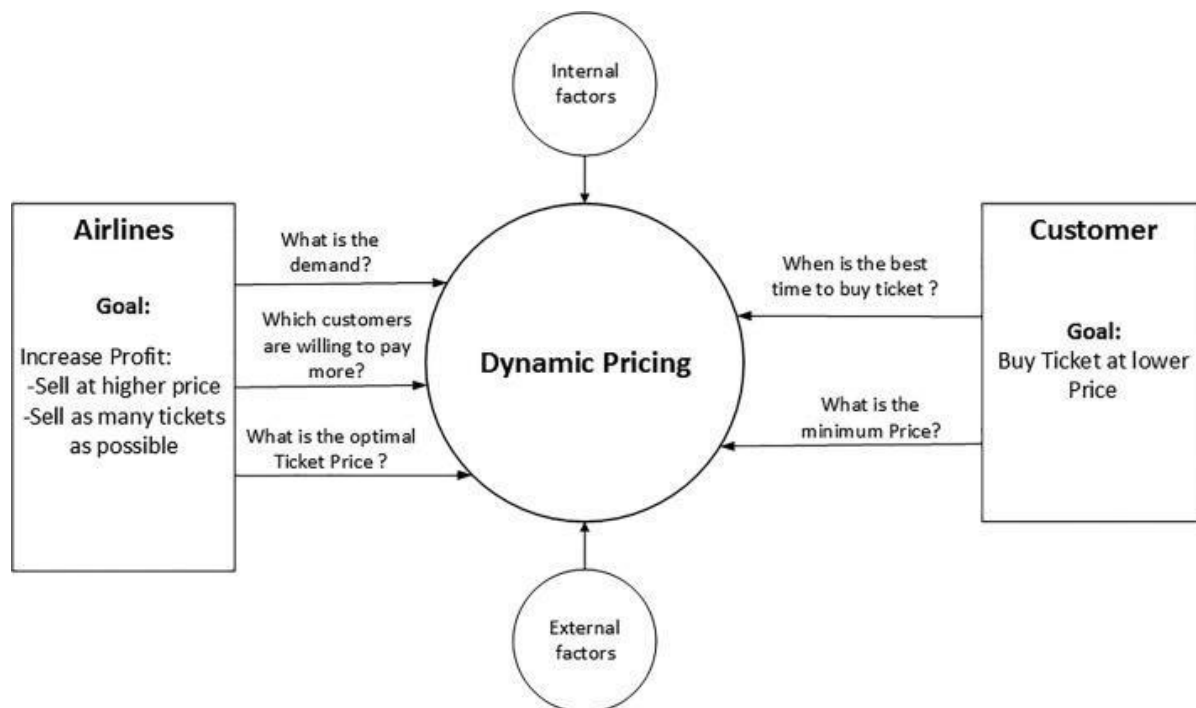 Internal
factors
Airlines
Goal:
Increase Profit:
-Sell at higher price
-Sell as many tickets
as possible
What is the
demand?
Which customers
are willing to pay
more?
What is the optimal
Ticket Price ?
Dynamic Pricing
When is the best
time to buy ticket ?
What is the
minimum Price?
Customer
Goal:
Buy Ticket at lower
Price
External
factors